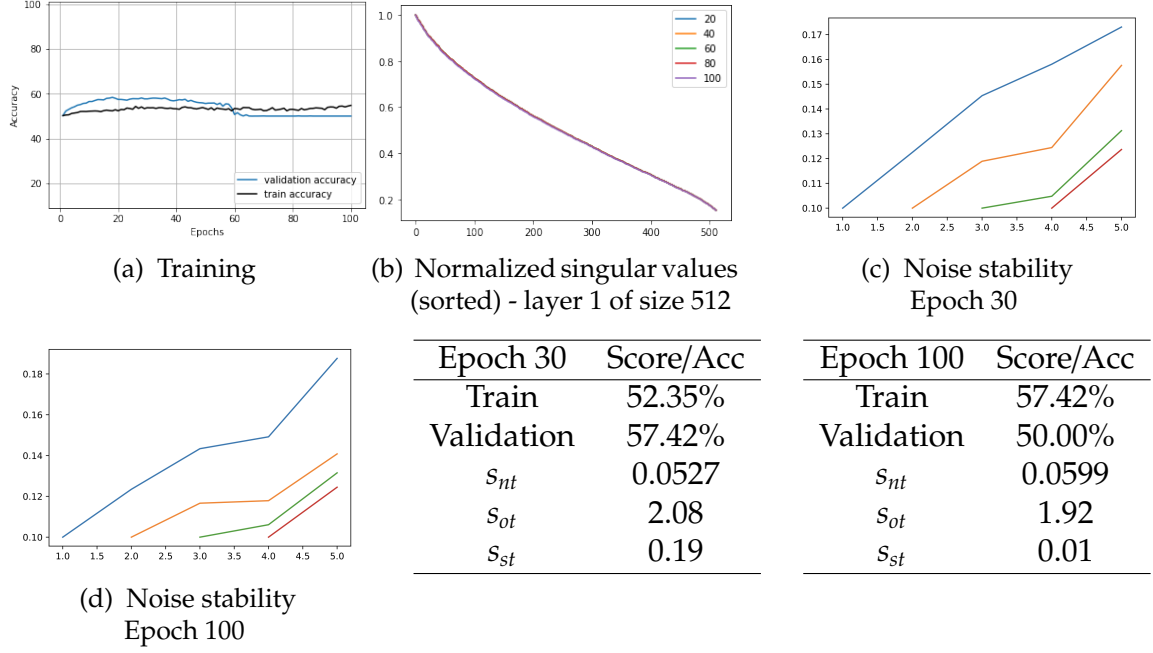 100
80
60
40
20
0 20 40 60 80 100
Accuracy
Epochs
validation accuracy
train accuracy
(a) Training
1.0
0.8
0.6
0.4
0.2
0 100 200 300 400 500
20
40
60
80
100
(b) Normalized singular values
(sorted) - layer 1 of size 512
0.17
0.16
0.15
0.14
0.13
0.12
0.11
0.10
1.0 1.5 2.0 2.5 3.0 3.5 4.0 4.5 5.0
(c) Noise stability
Epoch 30
0.18
0.16
0.14
0.12
0.10
1.0 1.5 2.0 2.5 3.0 3.5 4.0 4.5 5.0
(d) Noise stability
Epoch 100
Epoch 30 Score/Acc
Train 52.35%
Validation 57.42%
s_nt 0.0527
s_ot 2.08
s_st 0.19
Epoch 100 Score/Acc
Train 57.42%
Validation 50.00%
s_nt 0.0599
s_ot 1.92
s_st 0.01